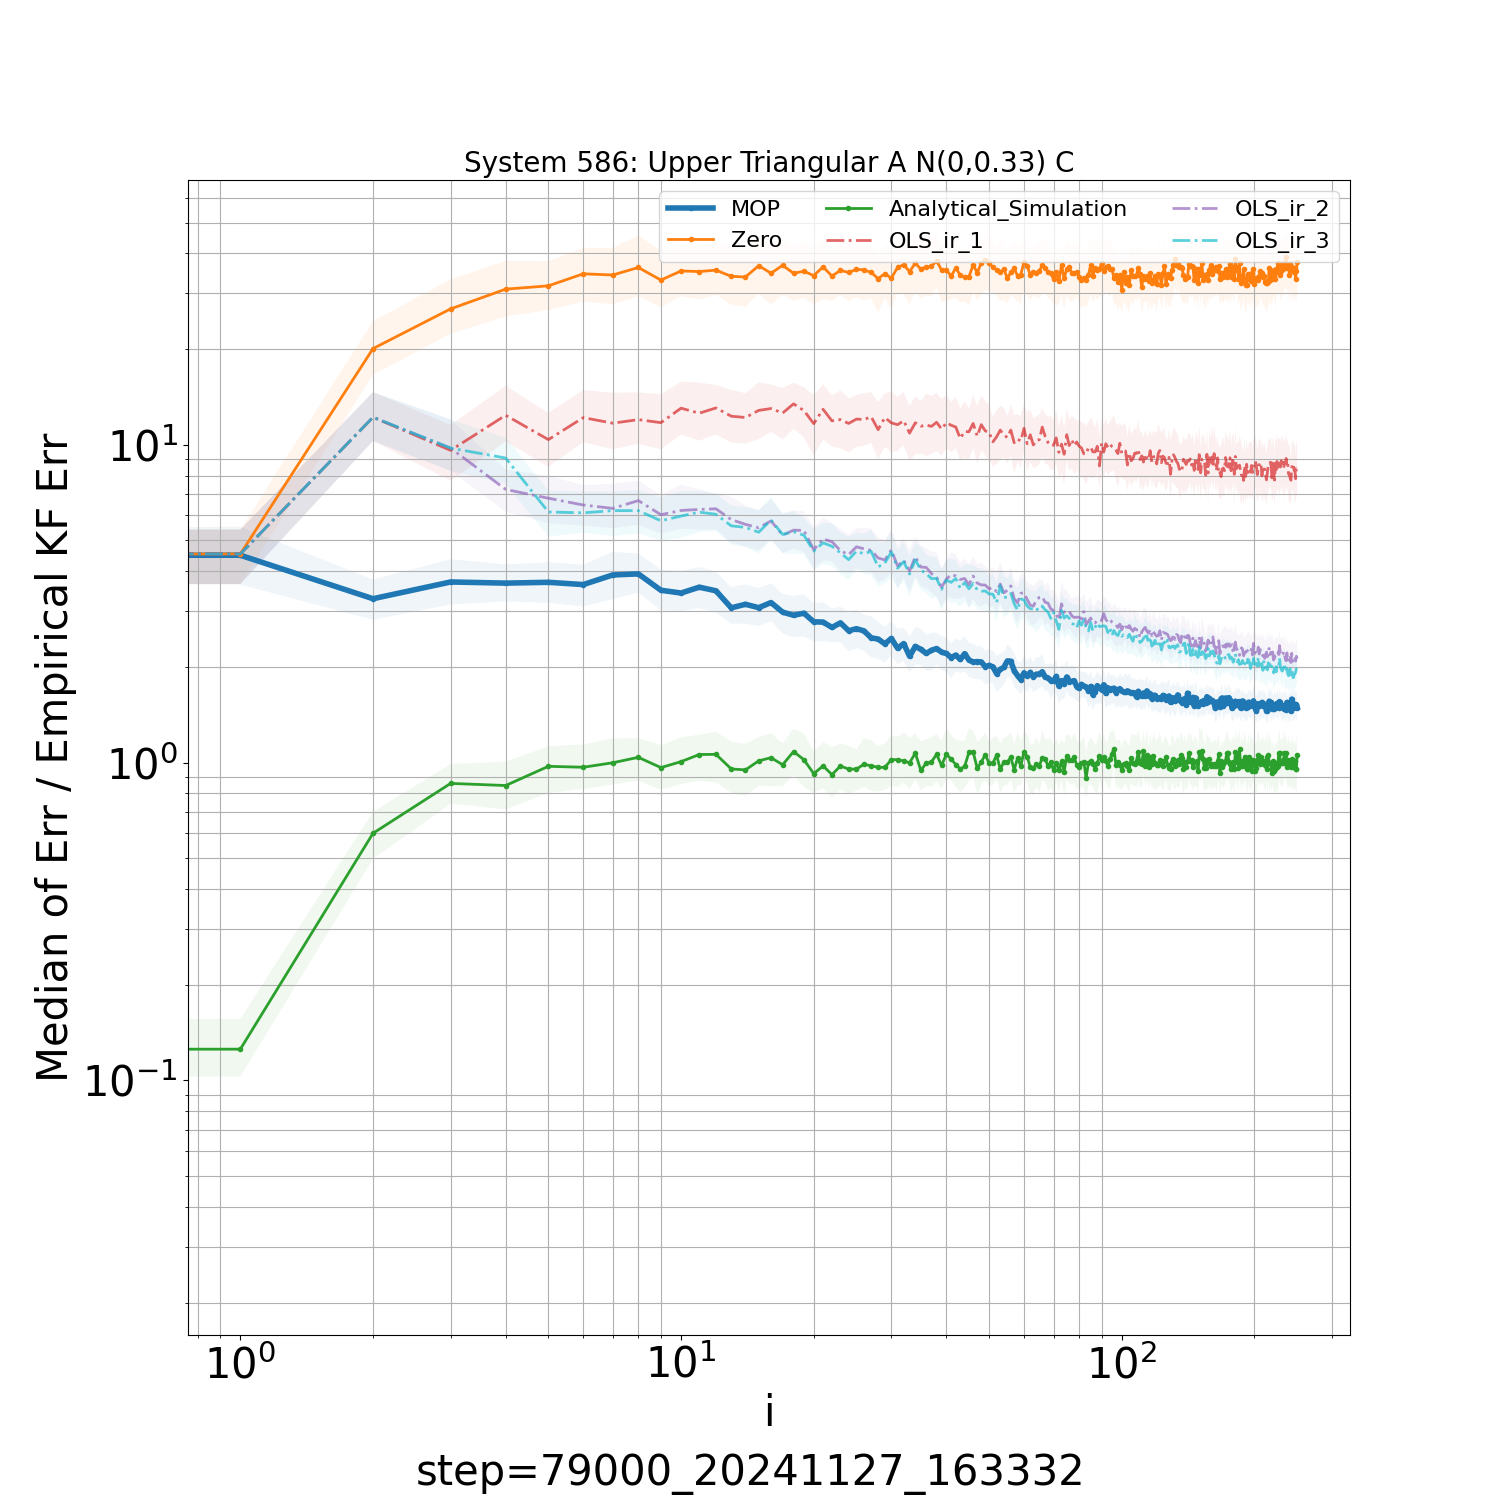 System 586: Upper Triangular A N(0,0.33) C
MOP
Zero
Analytical_Simulation
OLS_ir_1
OLS_ir_2
OLS_ir_3
Median of Err / Empirical KF Err
10¹
10⁰
10⁻¹
10⁰ 10¹ 10²
i
step=79000_20241127_163332